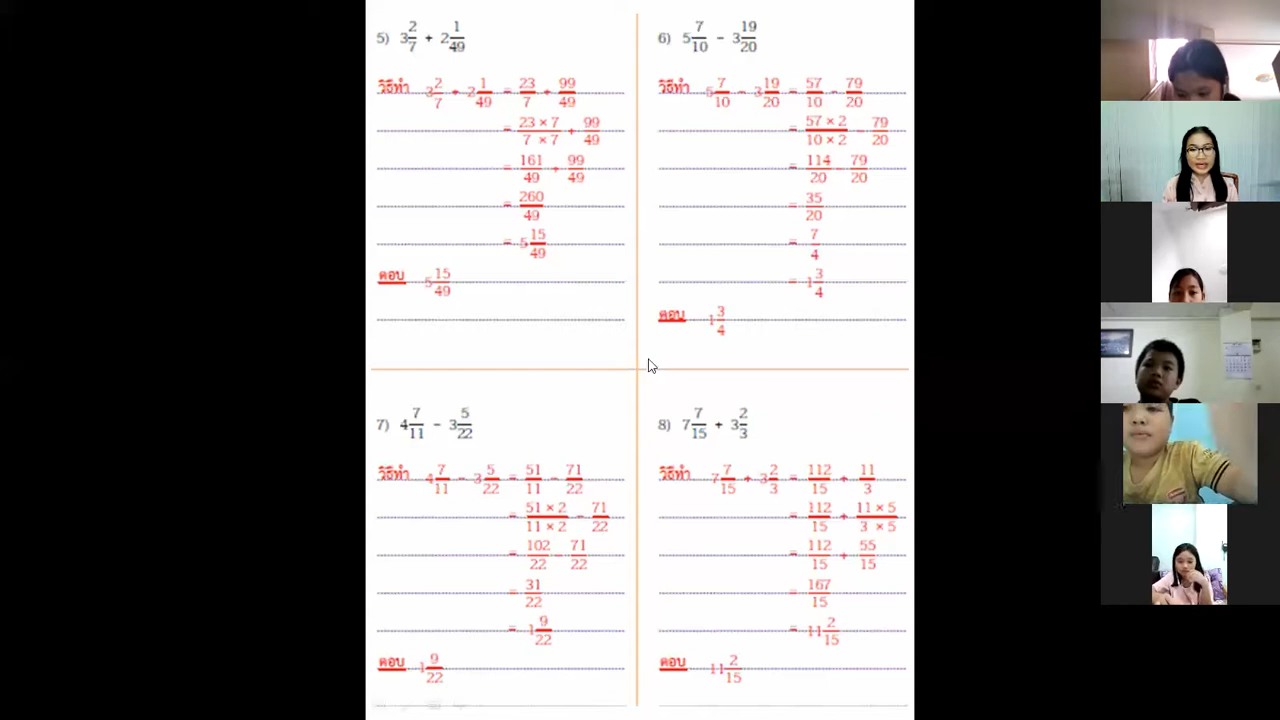 5) 3 2/7 + 2 1/49
วิธีทำ 3 2/7 + 2 1/49 = 23/7 + 99/49
= (23 × 7)/(7 × 7) + 99/49
= 161/49 + 99/49
= 260/49
= 5 15/49
ตอบ 5 15/49
6) 5 7/10 − 3 19/20
วิธีทำ 5 7/10 − 3 19/20 = 57/10 − 79/20
= (57 × 2)/(10 × 2) − 79/20
= 114/20 − 79/20
= 35/20
= 7/4
= 1 3/4
ตอบ 1 3/4
7) 4 7/11 − 3 5/22
วิธีทำ 4 7/11 − 3 5/22 = 51/11 − 71/22
= (51 × 2)/(11 × 2) − 71/22
= 102/22 − 71/22
= 31/22
= 1 9/22
ตอบ 1 9/22
8) 7 7/15 + 3 2/3
วิธีทำ 7 7/15 + 3 2/3 = 112/15 + 11/3
= 112/15 + (11 × 5)/(3 × 5)
= 112/15 + 55/15
= 167/15
= 11 2/15
ตอบ 11 2/15